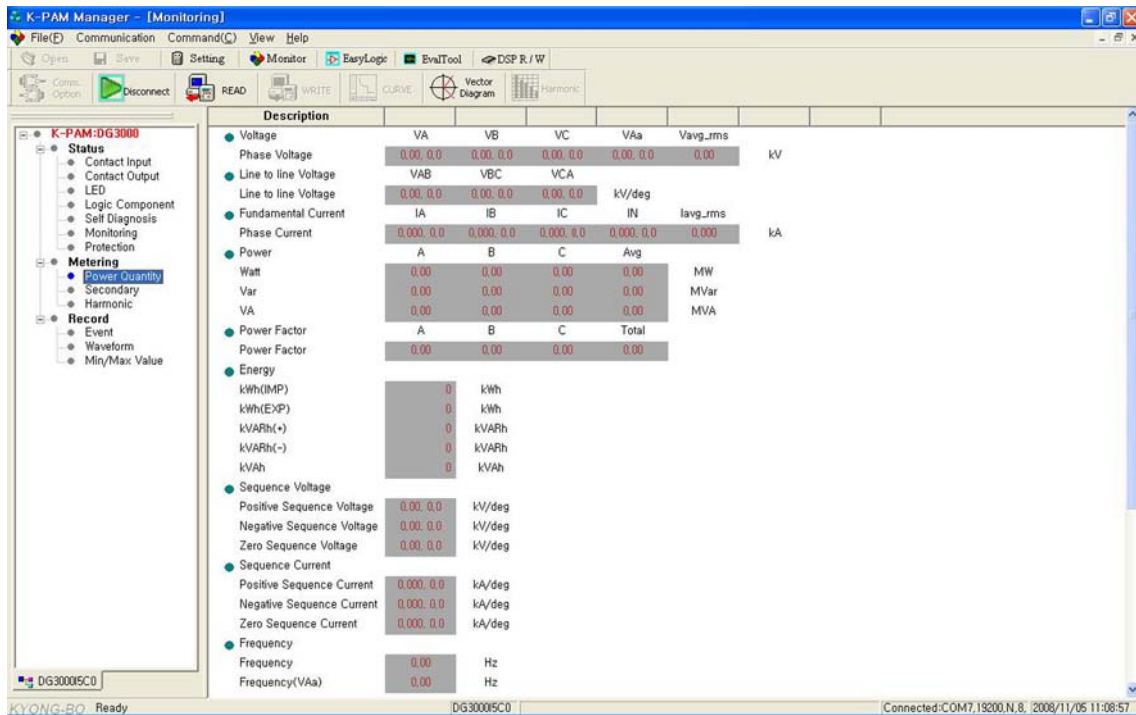 K-PAM Manager - [Monitoring]
File(F) Communication Command(C) View Help
Open Save Setting Monitor EasyLogic EvalTool DSP R / W
Comm. Option Disconnect READ WRITE CURVE Vector Diagram Harmonic
K-PAM:DG3000
Status
Contact Input
Contact Output
LED
Logic Component
Self Diagnosis
Monitoring
Protection
Metering
Power Quantity
Secondary
Harmonic
Record
Event
Waveform
Min/Max Value
DG3000I5C0
Description
Voltage VA VB VC VAa Vavg_rms
Phase Voltage 0.00, 0.0 0.00, 0.0 0.00, 0.0 0.00, 0.0 0.00 kV
Line to line Voltage VAB VBC VCA
Line to line Voltage 0.00, 0.0 0.00, 0.0 0.00, 0.0 kV/deg
Fundamental Current IA IB IC IN Iavg_rms
Phase Current 0.000, 0.0 0.000, 0.0 0.000, 0.0 0.000, 0.0 0.000 kA
Power A B C Avg
Watt 0.00 0.00 0.00 0.00 MW
Var 0.00 0.00 0.00 0.00 MVar
VA 0.00 0.00 0.00 0.00 MVA
Power Factor A B C Total
Power Factor 0.00 0.00 0.00 0.00
Energy
kWh(IMP) 0 kWh
kWh(EXP) 0 kWh
kVARh(+) 0 kVARh
kVARh(-) 0 kVARh
kVAh 0 kVAh
Sequence Voltage
Positive Sequence Voltage 0.00, 0.0 kV/deg
Negative Sequence Voltage 0.00, 0.0 kV/deg
Zero Sequence Voltage 0.00, 0.0 kV/deg
Sequence Current
Positive Sequence Current 0.000, 0.0 kA/deg
Negative Sequence Current 0.000, 0.0 kA/deg
Zero Sequence Current 0.000, 0.0 kA/deg
Frequency
Frequency 0.00 Hz
Frequency(VAa) 0.00 Hz
KYONG-BO Ready DG3000I5C0 Connected:COM7,19200,N,8, 2008/11/05 11:08:57